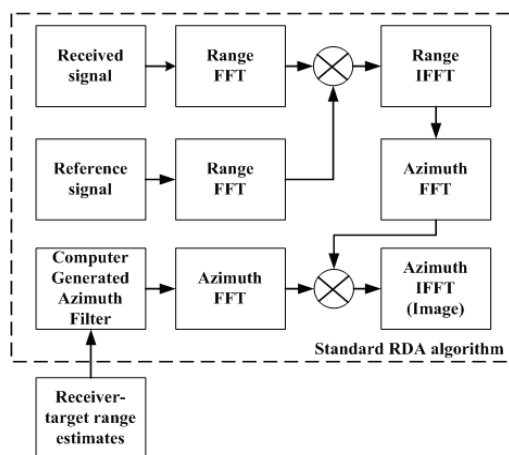 Received
signal
Range
FFT
Range
IFFT
Reference
signal
Range
FFT
Azimuth
FFT
Computer
Generated
Azimuth
Filter
Azimuth
FFT
Azimuth
IFFT
(Image)
Standard RDA algorithm
Receiver-
target range
estimates